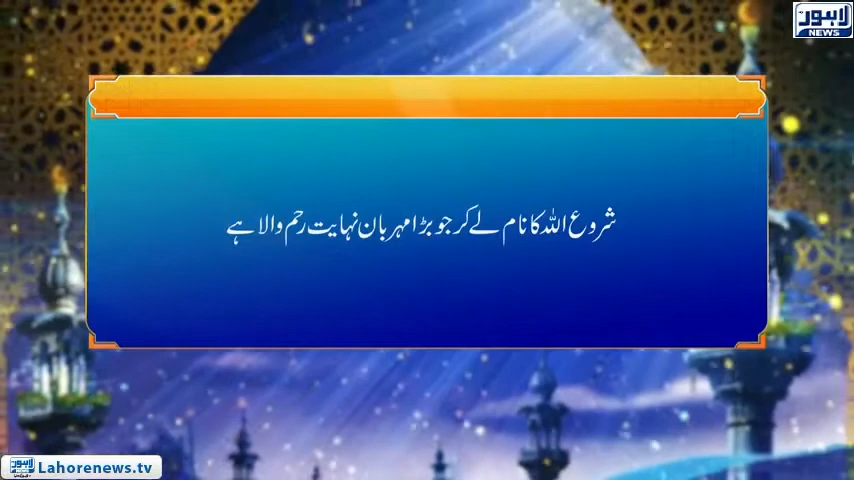 لاہور
NEWS
شروع اللہ کا نام لے کر جو بڑا مہربان نہایت رحم والا ہے
لاہور
Lahorenews.tv